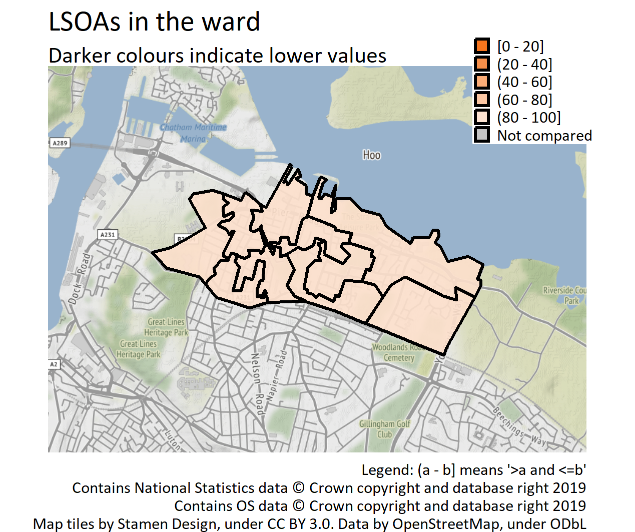 LSOAs in the ward
Darker colours indicate lower values
[0 - 20]
(20 - 40]
(40 - 60]
(60 - 80]
(80 - 100]
Not compared
Chatham Maritime
Marina
A289
Hoo
A231
Dock Road
Riverside Cou
Park
Great Lines
Heritage Park
Great Lines
Heritage Park
Woodlands Ro
Cemetery
A2
Nelson Road
Napier Road
Gillingham Golf
Club
Beechings Way
Legend: (a - b] means '>a and <=b'
Contains National Statistics data © Crown copyright and database right 2019
Contains OS data © Crown copyright and database right 2019
Map tiles by Stamen Design, under CC BY 3.0. Data by OpenStreetMap, under ODbL